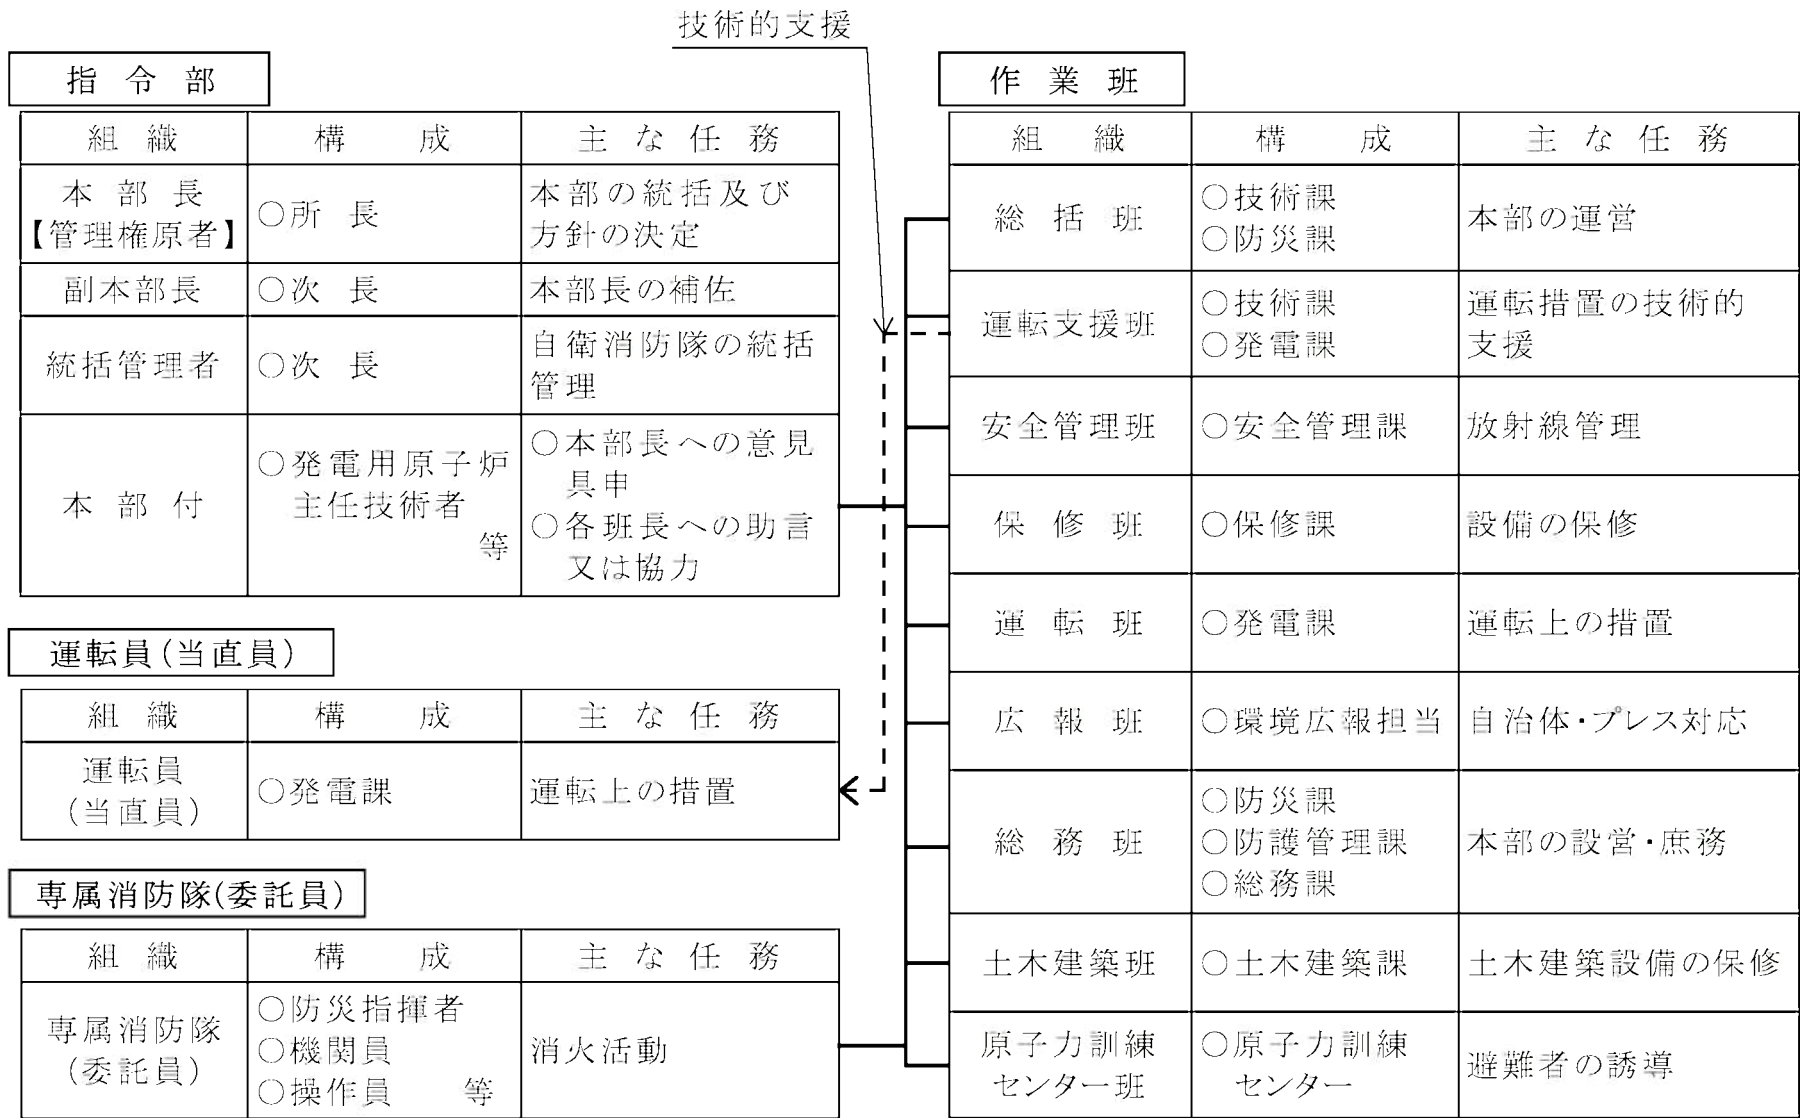 技術的支援
指令部
組織 構成 主な任務
本部長
【管理権原者】
○所長
本部の統括及び
方針の決定
副本部長 ○次長 本部長の補佐
統括管理者 ○次長
自衛消防隊の統括
管理
本部付
○発電用原子炉
主任技術者
等
○本部長への意見
具申
○各班長への助言
又は協力
運転員(当直員)
組織 構成 主な任務
運転員
(当直員)
○発電課 運転上の措置
専属消防隊(委託員)
組織 構成 主な任務
専属消防隊
(委託員)
○防災指揮者
○機関員
○操作員 等
消火活動
作業班
組織 構成 主な任務
総括班
○技術課
○防災課
本部の運営
運転支援班
○技術課
○発電課
運転措置の技術的
支援
安全管理班 ○安全管理課 放射線管理
保修班 ○保修課 設備の保修
運転班 ○発電課 運転上の措置
広報班 ○環境広報担当 自治体・プレス対応
総務班
○防災課
○防護管理課
○総務課
本部の設営・庶務
土木建築班 ○土木建築課 土木建築設備の保修
原子力訓練
センター班
○原子力訓練
センター
避難者の誘導